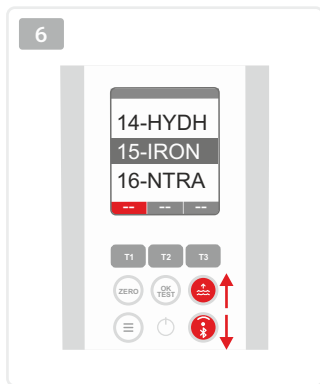 6
14-HYDH
15-IRON
16-NTRA
-- -- --
T1 T2 T3
ZERO OK TEST